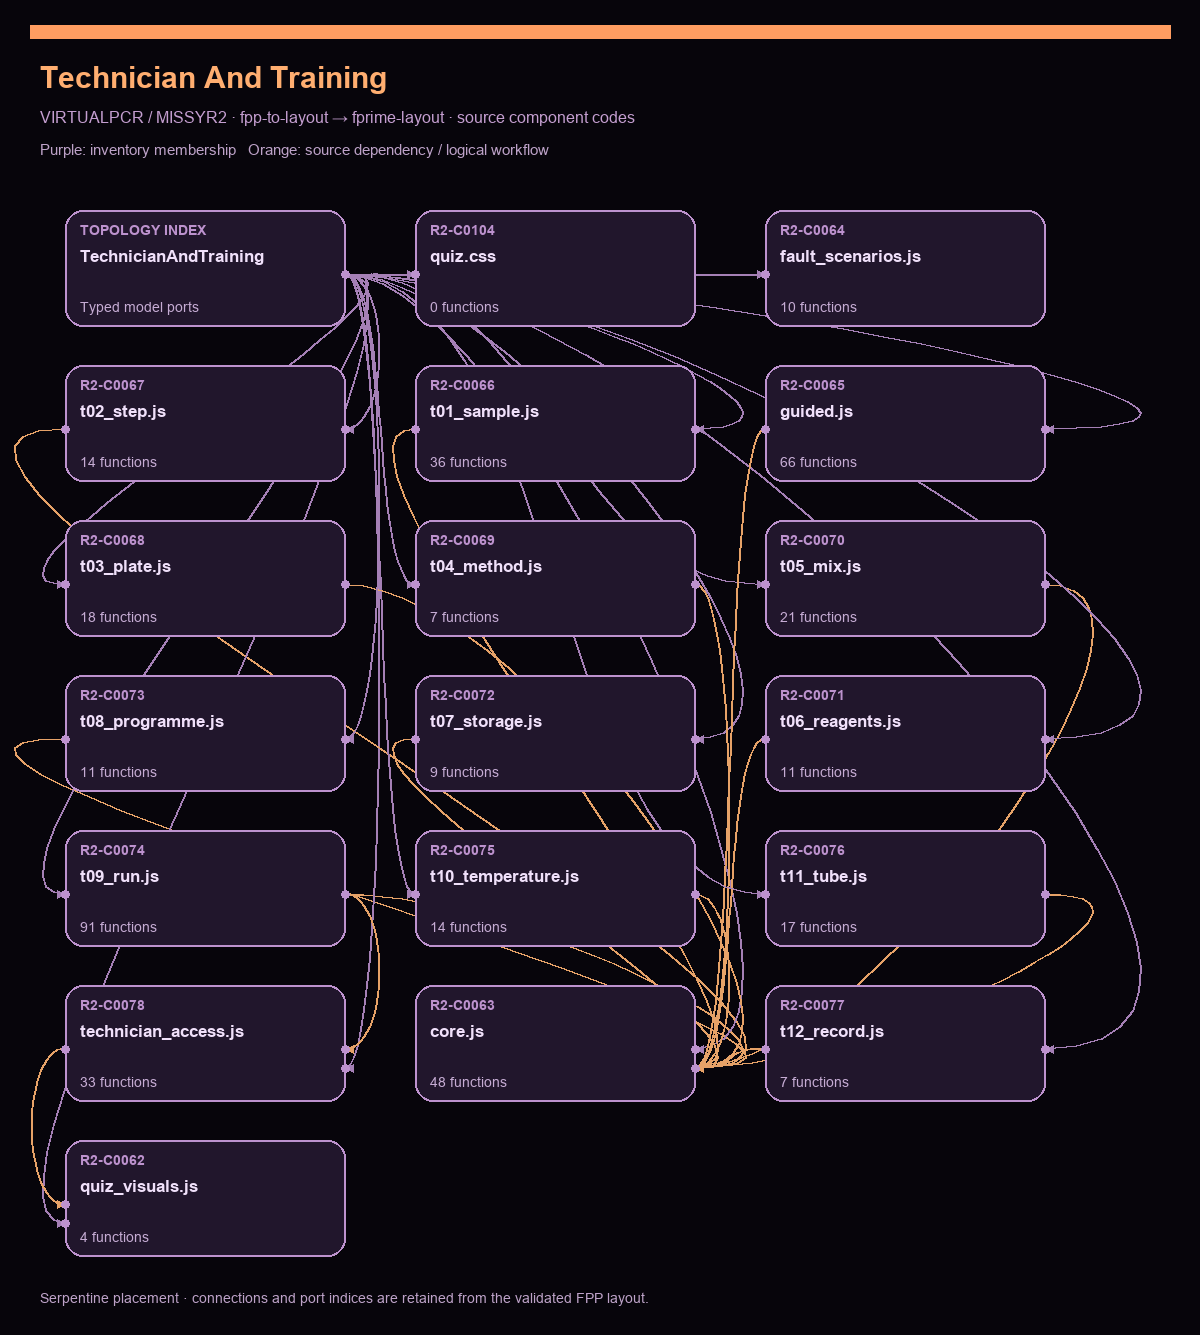 Technician And Training
VIRTUALPCR / MISSYR2 · fpp-to-layout → fprime-layout · source component codes
Purple: inventory membership   Orange: source dependency / logical workflow
TOPOLOGY INDEX
TechnicianAndTraining
Typed model ports
R2-C0104
quiz.css
0 functions
R2-C0064
fault_scenarios.js
10 functions
R2-C0067
t02_step.js
14 functions
R2-C0066
t01_sample.js
36 functions
R2-C0065
guided.js
66 functions
R2-C0068
t03_plate.js
18 functions
R2-C0069
t04_method.js
7 functions
R2-C0070
t05_mix.js
21 functions
R2-C0073
t08_programme.js
11 functions
R2-C0072
t07_storage.js
9 functions
R2-C0071
t06_reagents.js
11 functions
R2-C0074
t09_run.js
91 functions
R2-C0075
t10_temperature.js
14 functions
R2-C0076
t11_tube.js
17 functions
R2-C0078
technician_access.js
33 functions
R2-C0063
core.js
48 functions
R2-C0077
t12_record.js
7 functions
R2-C0062
quiz_visuals.js
4 functions
Serpentine placement · connections and port indices are retained from the validated FPP layout.